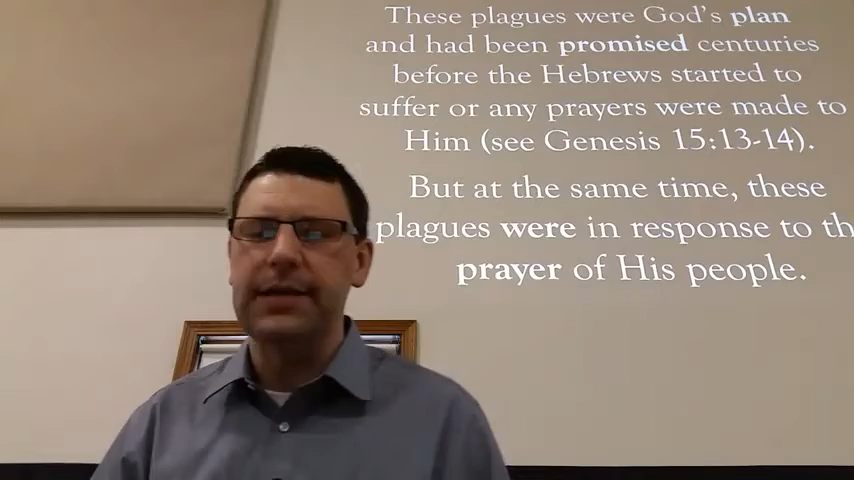 These plagues were God's plan
and had been promised centuries
before the Hebrews started to
suffer or any prayers were made to
Him (see Genesis 15:13-14).
But at the same time, these
plagues were in response to th
prayer of His people.